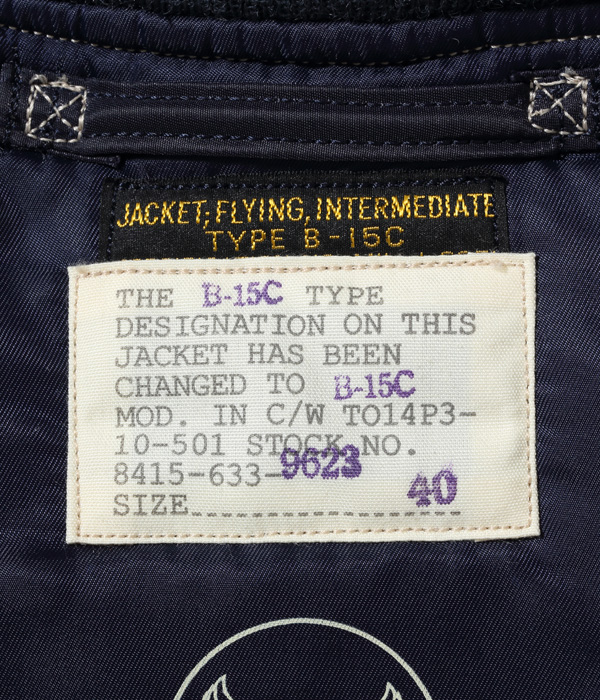 JACKET, FLYING, INTERMEDIATE
TYPE B-15C
THE B-15C TYPE
DESIGNATION ON THIS
JACKET HAS BEEN
CHANGED TO B-15C
MOD. IN C/W TO14P3-
10-501 STOCK NO.
8415-633-9623
SIZE 40